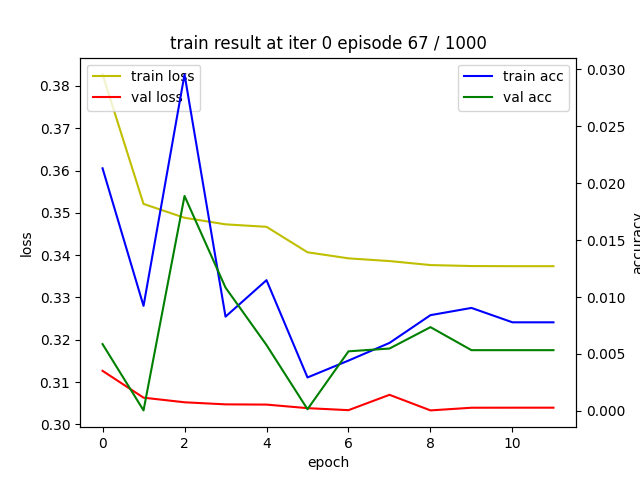 train result at iter 0 episode 67 / 1000
train loss
val loss
train acc
val acc
0.38
0.37
0.36
0.35
0.34
0.33
0.32
0.31
0.30
loss
0.030
0.025
0.020
0.015
0.010
0.005
0.000
accuracy
0 2 4 6 8 10
epoch